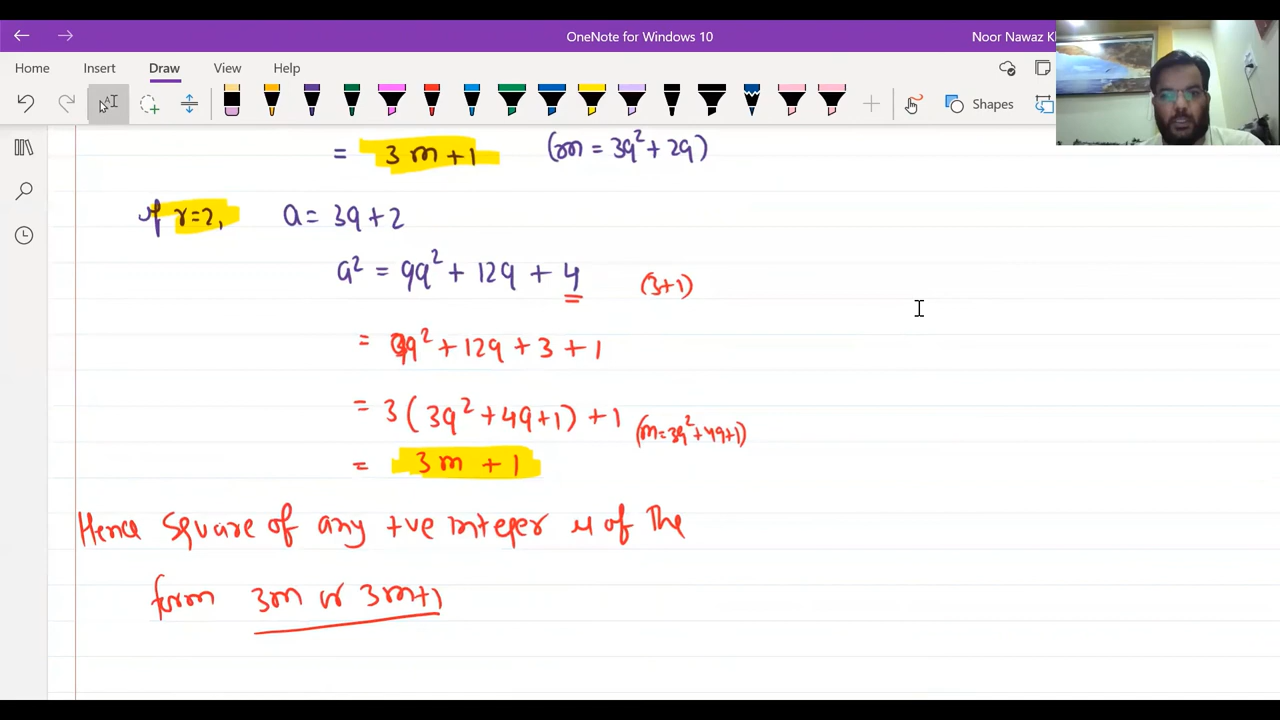 OneNote for Windows 10
Noor Nawaz Kh
Home Insert Draw View Help
Shapes
= 3m+1 (m = 3q² + 2q)
if r=2, a = 3q+2
a² = 9q² + 12q + 4 (3+1)
= 9q² + 12q + 3 + 1
= 3(3q² + 4q + 1) + 1 (m=3q²+4q+1)
= 3m + 1
Hence Square of any +ve integer is of the
form 3m or 3m+1